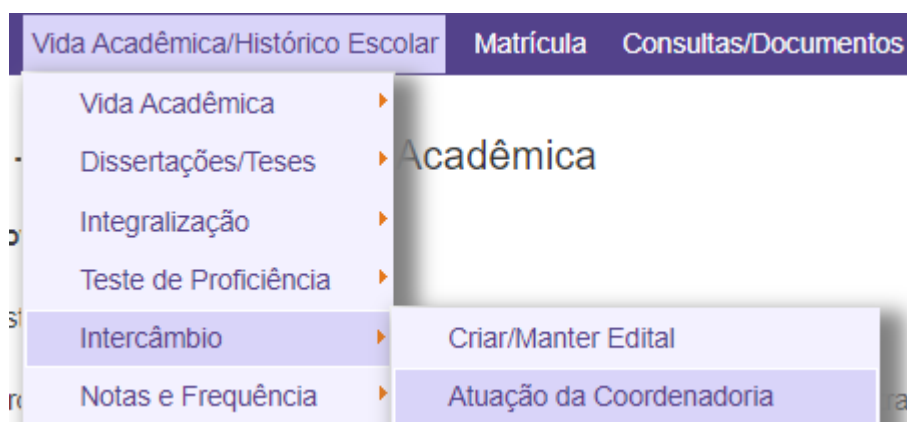 Vida Acadêmica/Histórico Escolar Matrícula Consultas/Documentos
Vida Acadêmica
Acadêmica
Dissertações/Teses
Integralização
Teste de Proficiência
Intercâmbio Criar/Manter Edital
Notas e Frequência Atuação da Coordenadoria